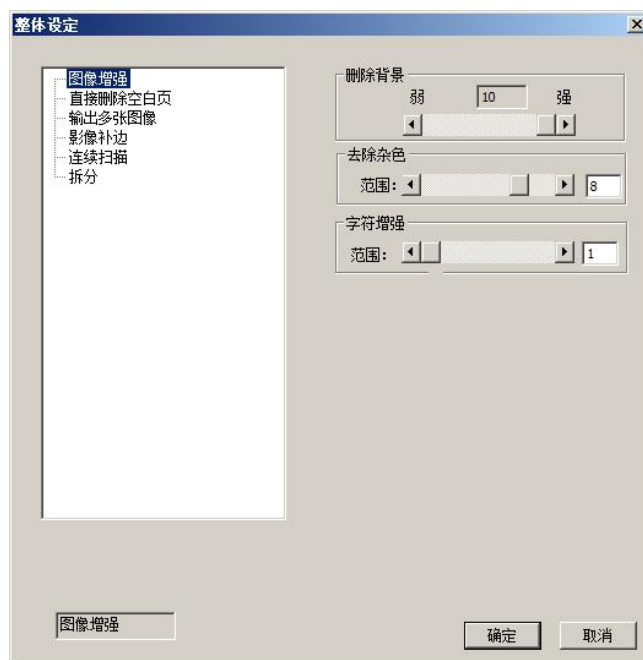 整体设定
图像增强
直接删除空白页
输出多张图像
影像补边
连续扫描
拆分
删除背景
弱 10 强
去除杂色
范围: 8
字符增强
范围: 1
图像增强
确定 取消